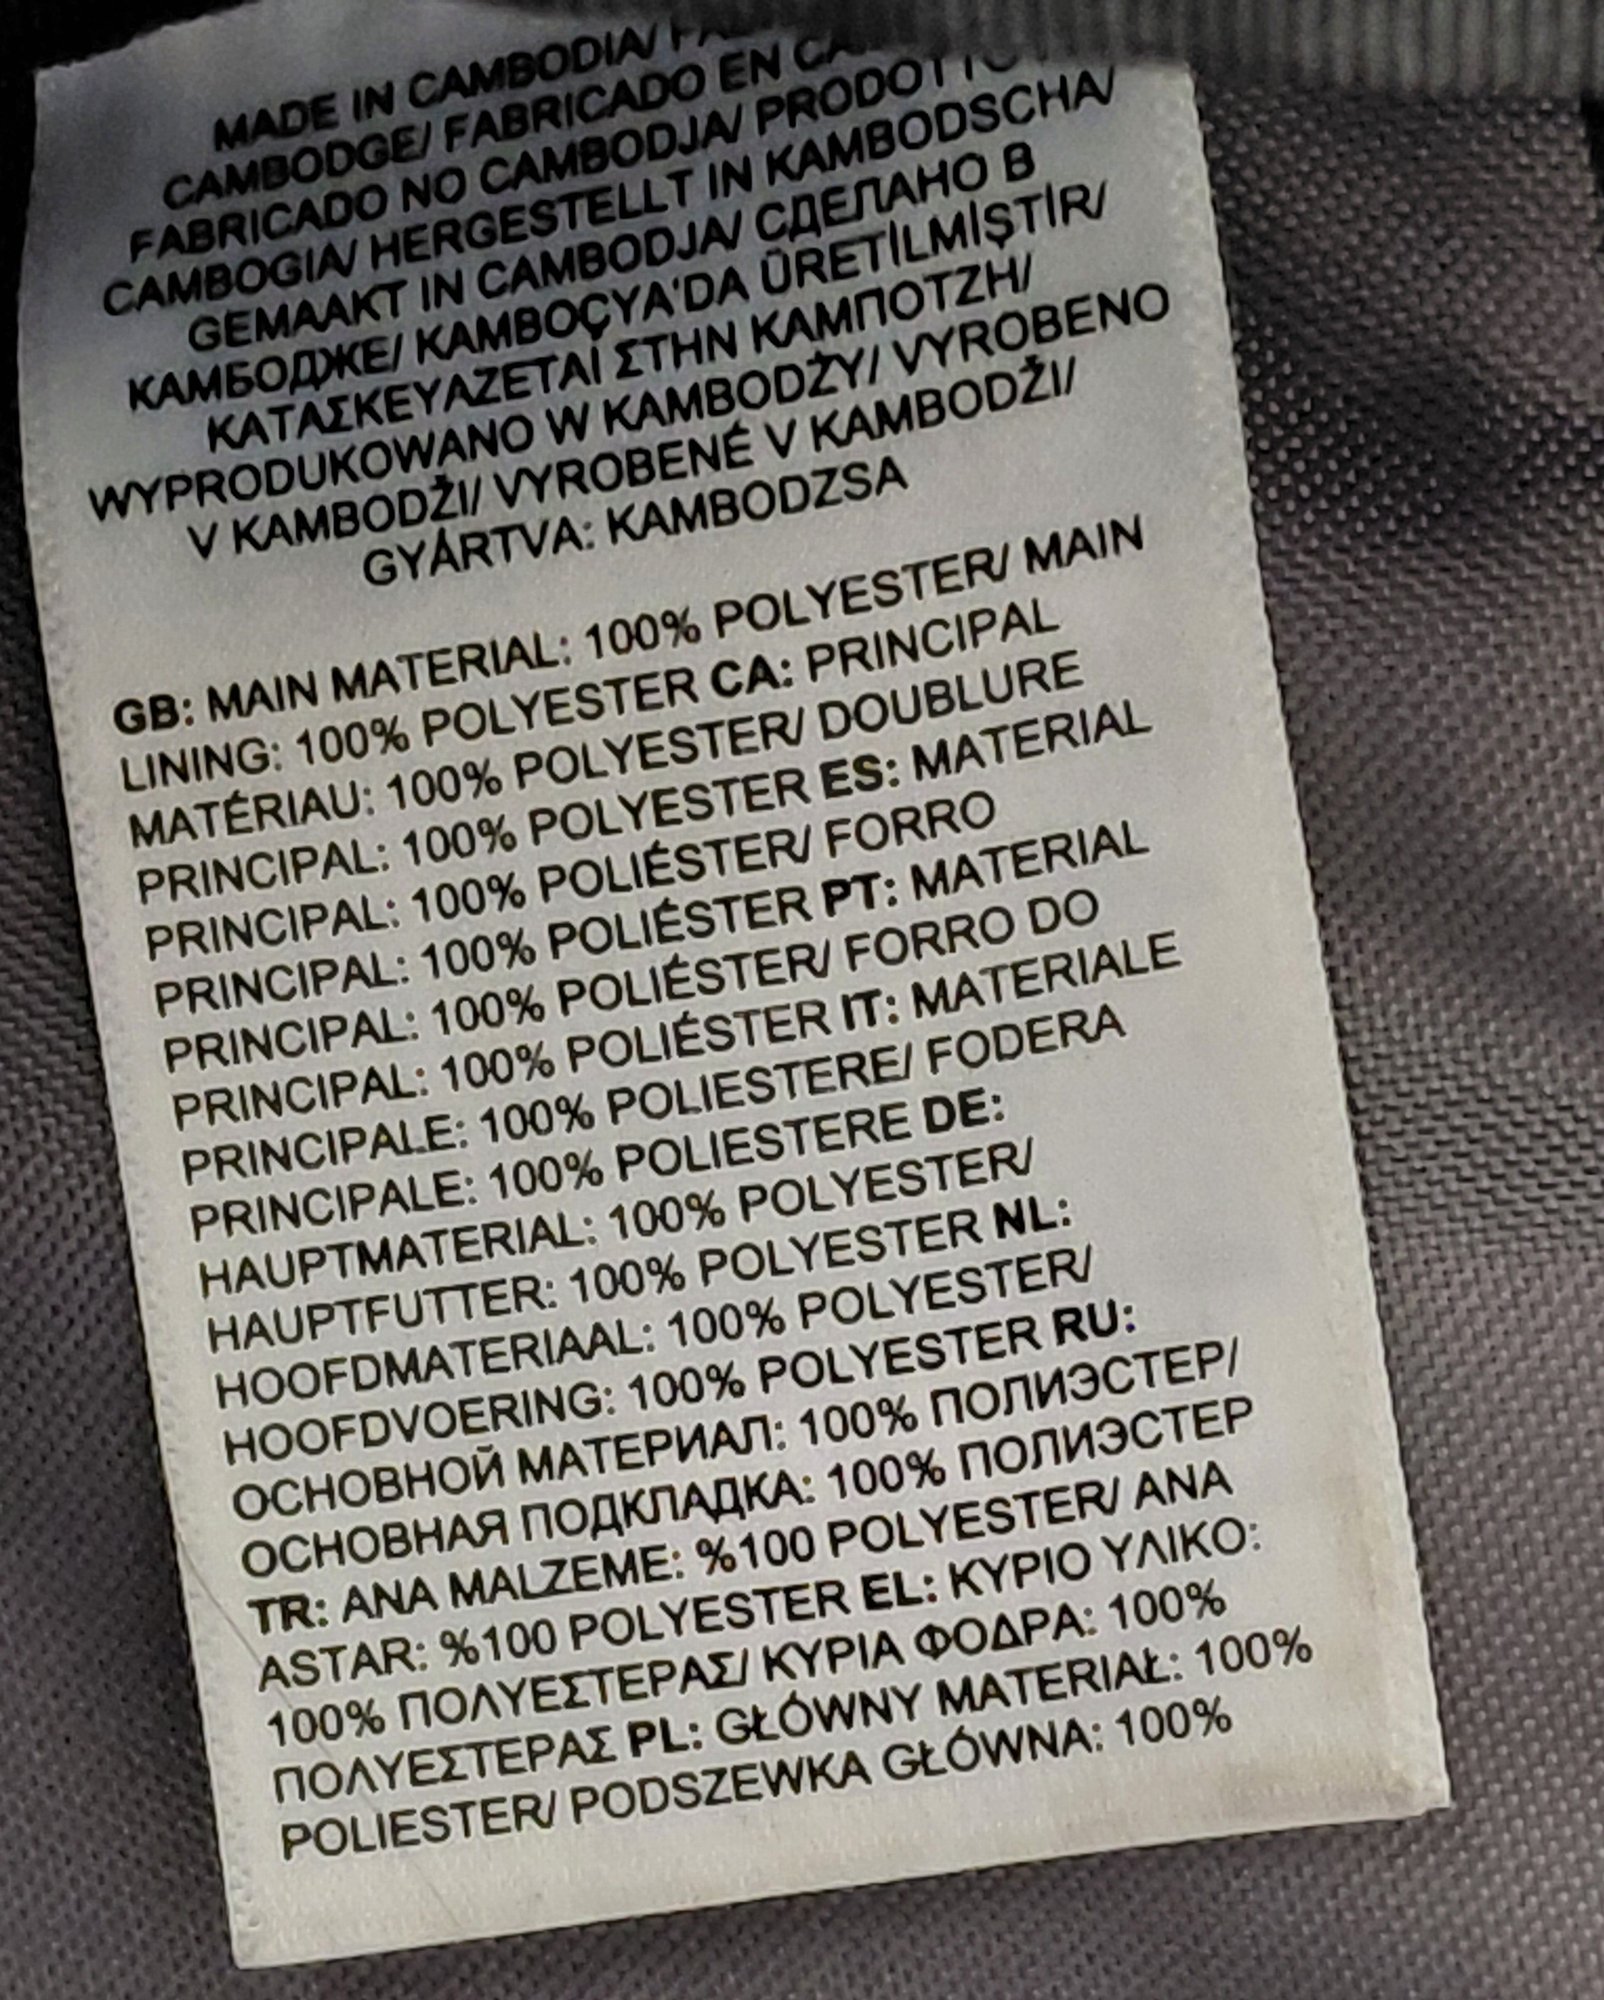 MADE IN CAMBODIA/
CAMBODGE/ FABRICADO EN
FABRICADO NO CAMBODJA/ PRODOTTO
CAMBOGIA/ HERGESTELLT IN KAMBODSCHA/
GEMAAKT IN CAMBODJA/ СДЕЛАНО В
КАМБОДЖЕ/ KAMBOÇYA'DA ÜRETİLMİŞTİR/
ΚΑΤΑΣΚΕΥΑΖΕΤΑΙ ΣΤΗΝ ΚΑΜΠΟΤΖΗ/
WYPRODUKOWANO W KAMBODŻY/ VYROBENO
V KAMBODŽI/ VYROBENÉ V KAMBODŽI/
GYÁRTVA: KAMBODZSA
GB: MAIN MATERIAL: 100% POLYESTER/ MAIN
LINING: 100% POLYESTER CA: PRINCIPAL
MATÉRIAU: 100% POLYESTER/ DOUBLURE
PRINCIPAL: 100% POLYESTER ES: MATERIAL
PRINCIPAL: 100% POLIÉSTER/ FORRO
PRINCIPAL: 100% POLIÉSTER PT: MATERIAL
PRINCIPAL: 100% POLIÉSTER/ FORRO DO
PRINCIPAL: 100% POLIÉSTER IT: MATERIALE
PRINCIPALE: 100% POLIESTERE/ FODERA
PRINCIPALE: 100% POLIESTERE DE:
HAUPTMATERIAL: 100% POLYESTER/
HAUPTFUTTER: 100% POLYESTER NL:
HOOFDMATERIAAL: 100% POLYESTER/
HOOFDVOERING: 100% POLYESTER RU:
ОСНОВНОЙ МАТЕРИАЛ: 100% ПОЛИЭСТЕР/
ОСНОВНАЯ ПОДКЛАДКА: 100% ПОЛИЭСТЕР
TR: ANA MALZEME: %100 POLYESTER/ ANA
ASTAR: %100 POLYESTER EL: ΚΥΡΙΟ ΥΛΙΚΟ:
100% ΠΟΛΥΕΣΤΕΡΑΣ/ ΚΥΡΙΑ ΦΟΔΡΑ: 100%
ΠΟΛΥΕΣΤΕΡΑΣ PL: GŁÓWNY MATERIAŁ: 100%
POLIESTER/ PODSZEWKA GŁÓWNA: 100%